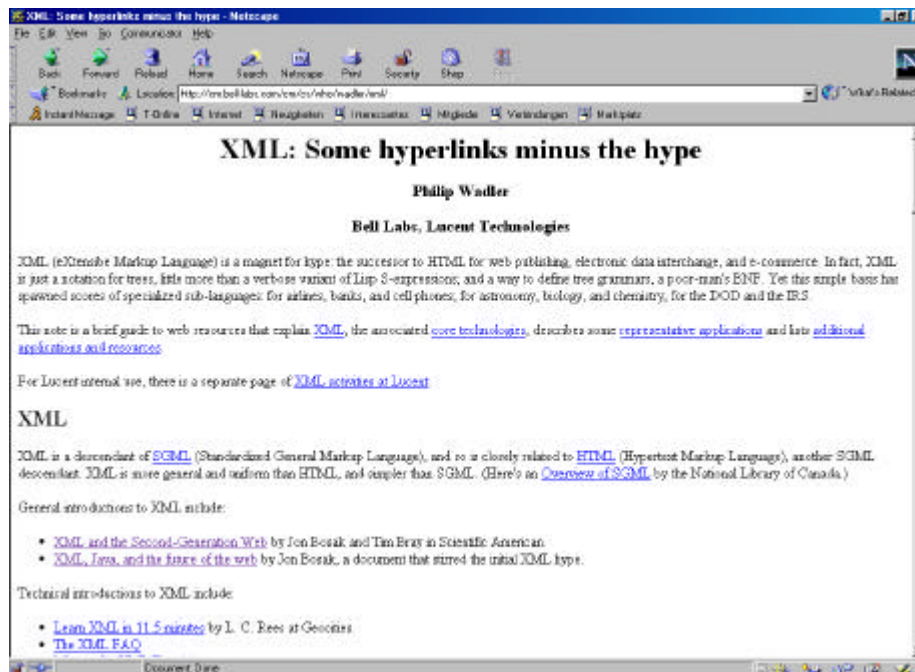 XML: Some hyperlinks minus the hype - Netscape
File Edit View Go Communicator Help
Back Forward Reload Home Search Netscape Print Security Shop
Bookmarks Location: http://cm.bell-labs.com/cm/cs/who/wadler/xml/ What's Related
Instant Message T-Online Internet Neuigkeiten Interessantes Mitglieder Verbindungen Marktplatz
XML: Some hyperlinks minus the hype
Philip Wadler
Bell Labs, Lucent Technologies
XML (eXtensibe Markup Language) is a magnet for hype: the successor to HTML for web publishing, electronic data interchange, and e-commerce. In fact, XML
is just a notation for trees, little more than a verbose variant of Lisp S-expressions; and a way to define tree grammars, a poor-man's BNF. Yet this simple basis has
spawned scores of specialized sub-languages: for airlines, banks, and cell phones; for astronomy, biology, and chemistry, for the DOD and the IRS.
This note is a brief guide to web resources that explain XML, the associated core technologies, describes some representative applications and lists additional
applications and resources.
For Lucent internal use, there is a separate page of XML activities at Lucent.
XML
XML is a descendant of SGML (Standardized General Markup Language), and so is closely related to HTML (Hypertext Markup Language), another SGML
descendant. XML is more general and uniform than HTML, and simpler than SGML. (Here's an Overview of SGML by the National Library of Canada.)
General introductions to XML include:
• XML and the Second-Generation Web by Jon Bosak and Tim Bray in Scientific American.
• XML, Java, and the future of the web by Jon Bosak, a document that stirred the initial XML hype.
Technical introductions to XML include:
• Learn XML in 11.5 minutes by L. C. Rees at Geocities.
• The XML FAQ
Document: Done